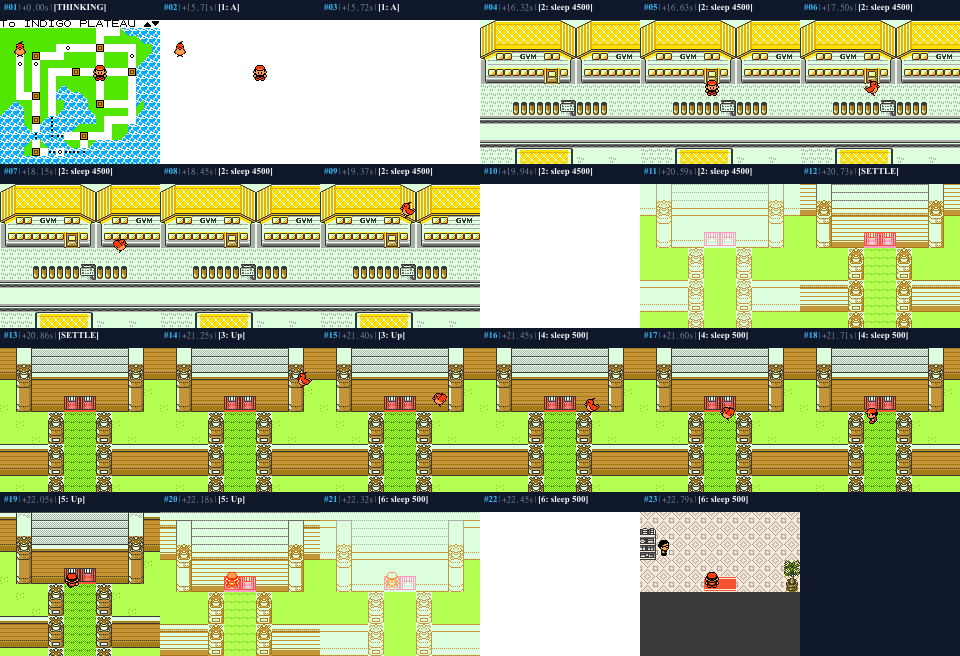 #01 | +0.00s | [THINKING]
#02 | +15.71s | [1: A]
#03 | +15.72s | [1: A]
#04 | +16.32s | [2: sleep 4500]
#05 | +16.63s | [2: sleep 4500]
#06 | +17.50s | [2: sleep 4500]
To INDIGO PLATEAU
GYM GYM GYM GYM GYM
#07 | +18.15s | [2: sleep 4500]
#08 | +18.45s | [2: sleep 4500]
#09 | +19.37s | [2: sleep 4500]
#10 | +19.94s | [2: sleep 4500]
#11 | +20.59s | [2: sleep 4500]
#12 | +20.73s | [SETTLE]
GYM GYM GYM GYM GYM GYM
#13 | +20.86s | [SETTLE]
#14 | +21.25s | [3: Up]
#15 | +21.40s | [3: Up]
#16 | +21.45s | [4: sleep 500]
#17 | +21.60s | [4: sleep 500]
#18 | +21.71s | [4: sleep 500]
#19 | +22.05s | [5: Up]
#20 | +22.18s | [5: Up]
#21 | +22.32s | [6: sleep 500]
#22 | +22.45s | [6: sleep 500]
#23 | +22.79s | [6: sleep 500]